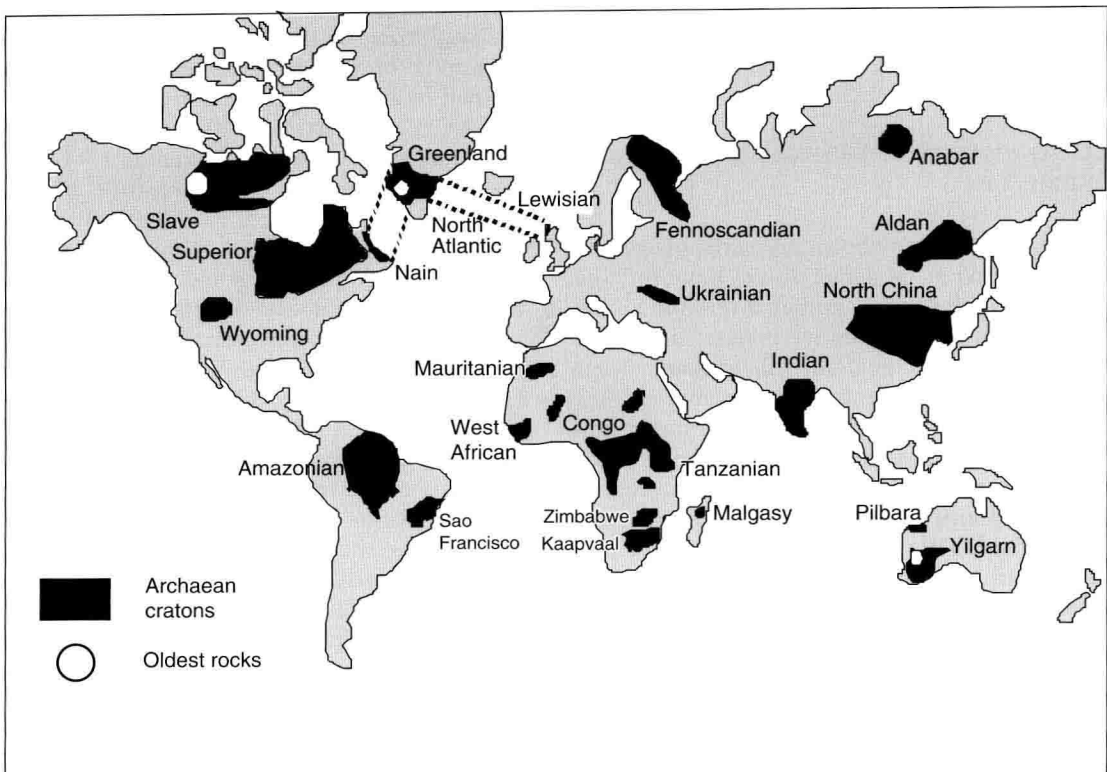 Greenland
Anabar
Slave
Lewisian
North
Atlantic
Fennoscandian
Aldan
Superior
Nain
Ukrainian
North China
Wyoming
Mauritanian
Indian
West
African
Congo
Amazonian
Tanzanian
Sao
Francisco
Zimbabwe
Malgasy
Kaapvaal
Pilbara
Yilgarn
Archaean
cratons
Oldest rocks